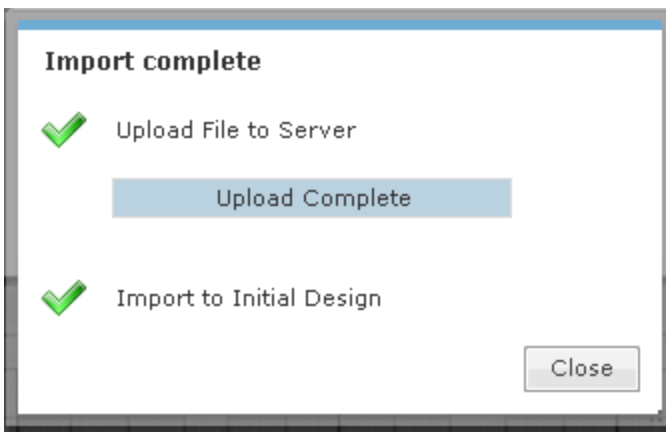 Import complete
Upload File to Server
Upload Complete
Import to Initial Design
Close